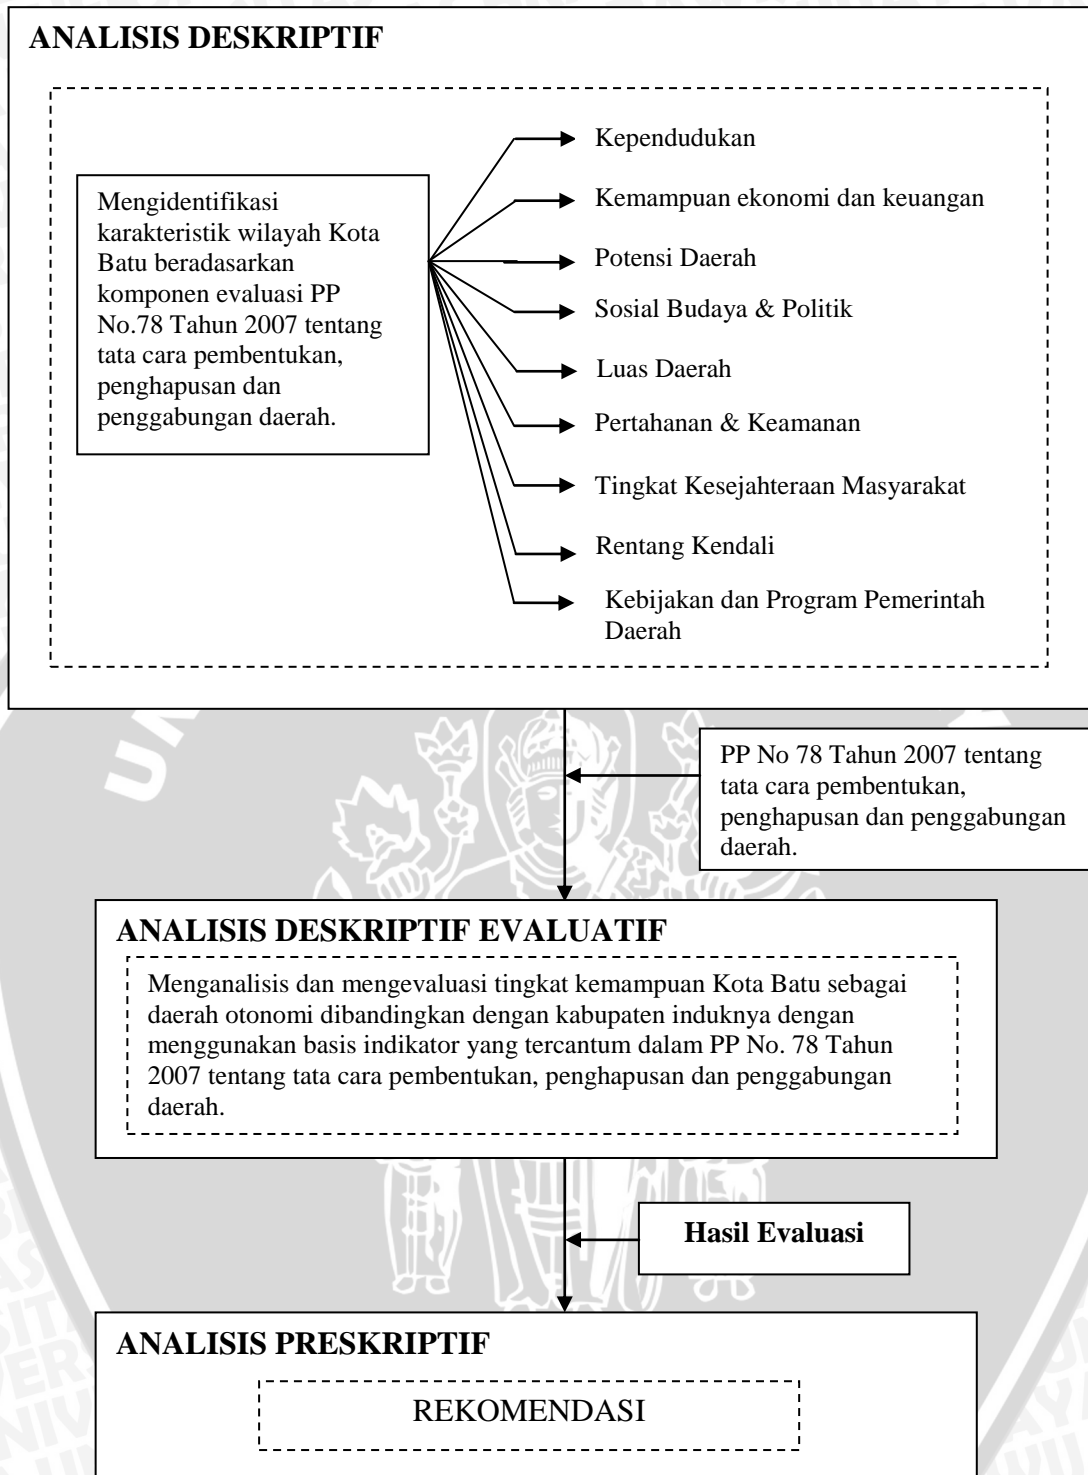 ANALISIS DESKRIPTIF
Mengidentifikasi
karakteristik wilayah Kota
Batu beradasarkan
komponen evaluasi PP
No.78 Tahun 2007 tentang
tata cara pembentukan,
penghapusan dan
penggabungan daerah.
Kependudukan
Kemampuan ekonomi dan keuangan
Potensi Daerah
Sosial Budaya & Politik
Luas Daerah
Pertahanan & Keamanan
Tingkat Kesejahteraan Masyarakat
Rentang Kendali
Kebijakan dan Program Pemerintah
Daerah
PP No 78 Tahun 2007 tentang
tata cara pembentukan,
penghapusan dan penggabungan
daerah.
ANALISIS DESKRIPTIF EVALUATIF
Menganalisis dan mengevaluasi tingkat kemampuan Kota Batu sebagai
daerah otonomi dibandingkan dengan kabupaten induknya dengan
menggunakan basis indikator yang tercantum dalam PP No. 78 Tahun
2007 tentang tata cara pembentukan, penghapusan dan penggabungan
daerah.
Hasil Evaluasi
ANALISIS PRESKRIPTIF
REKOMENDASI